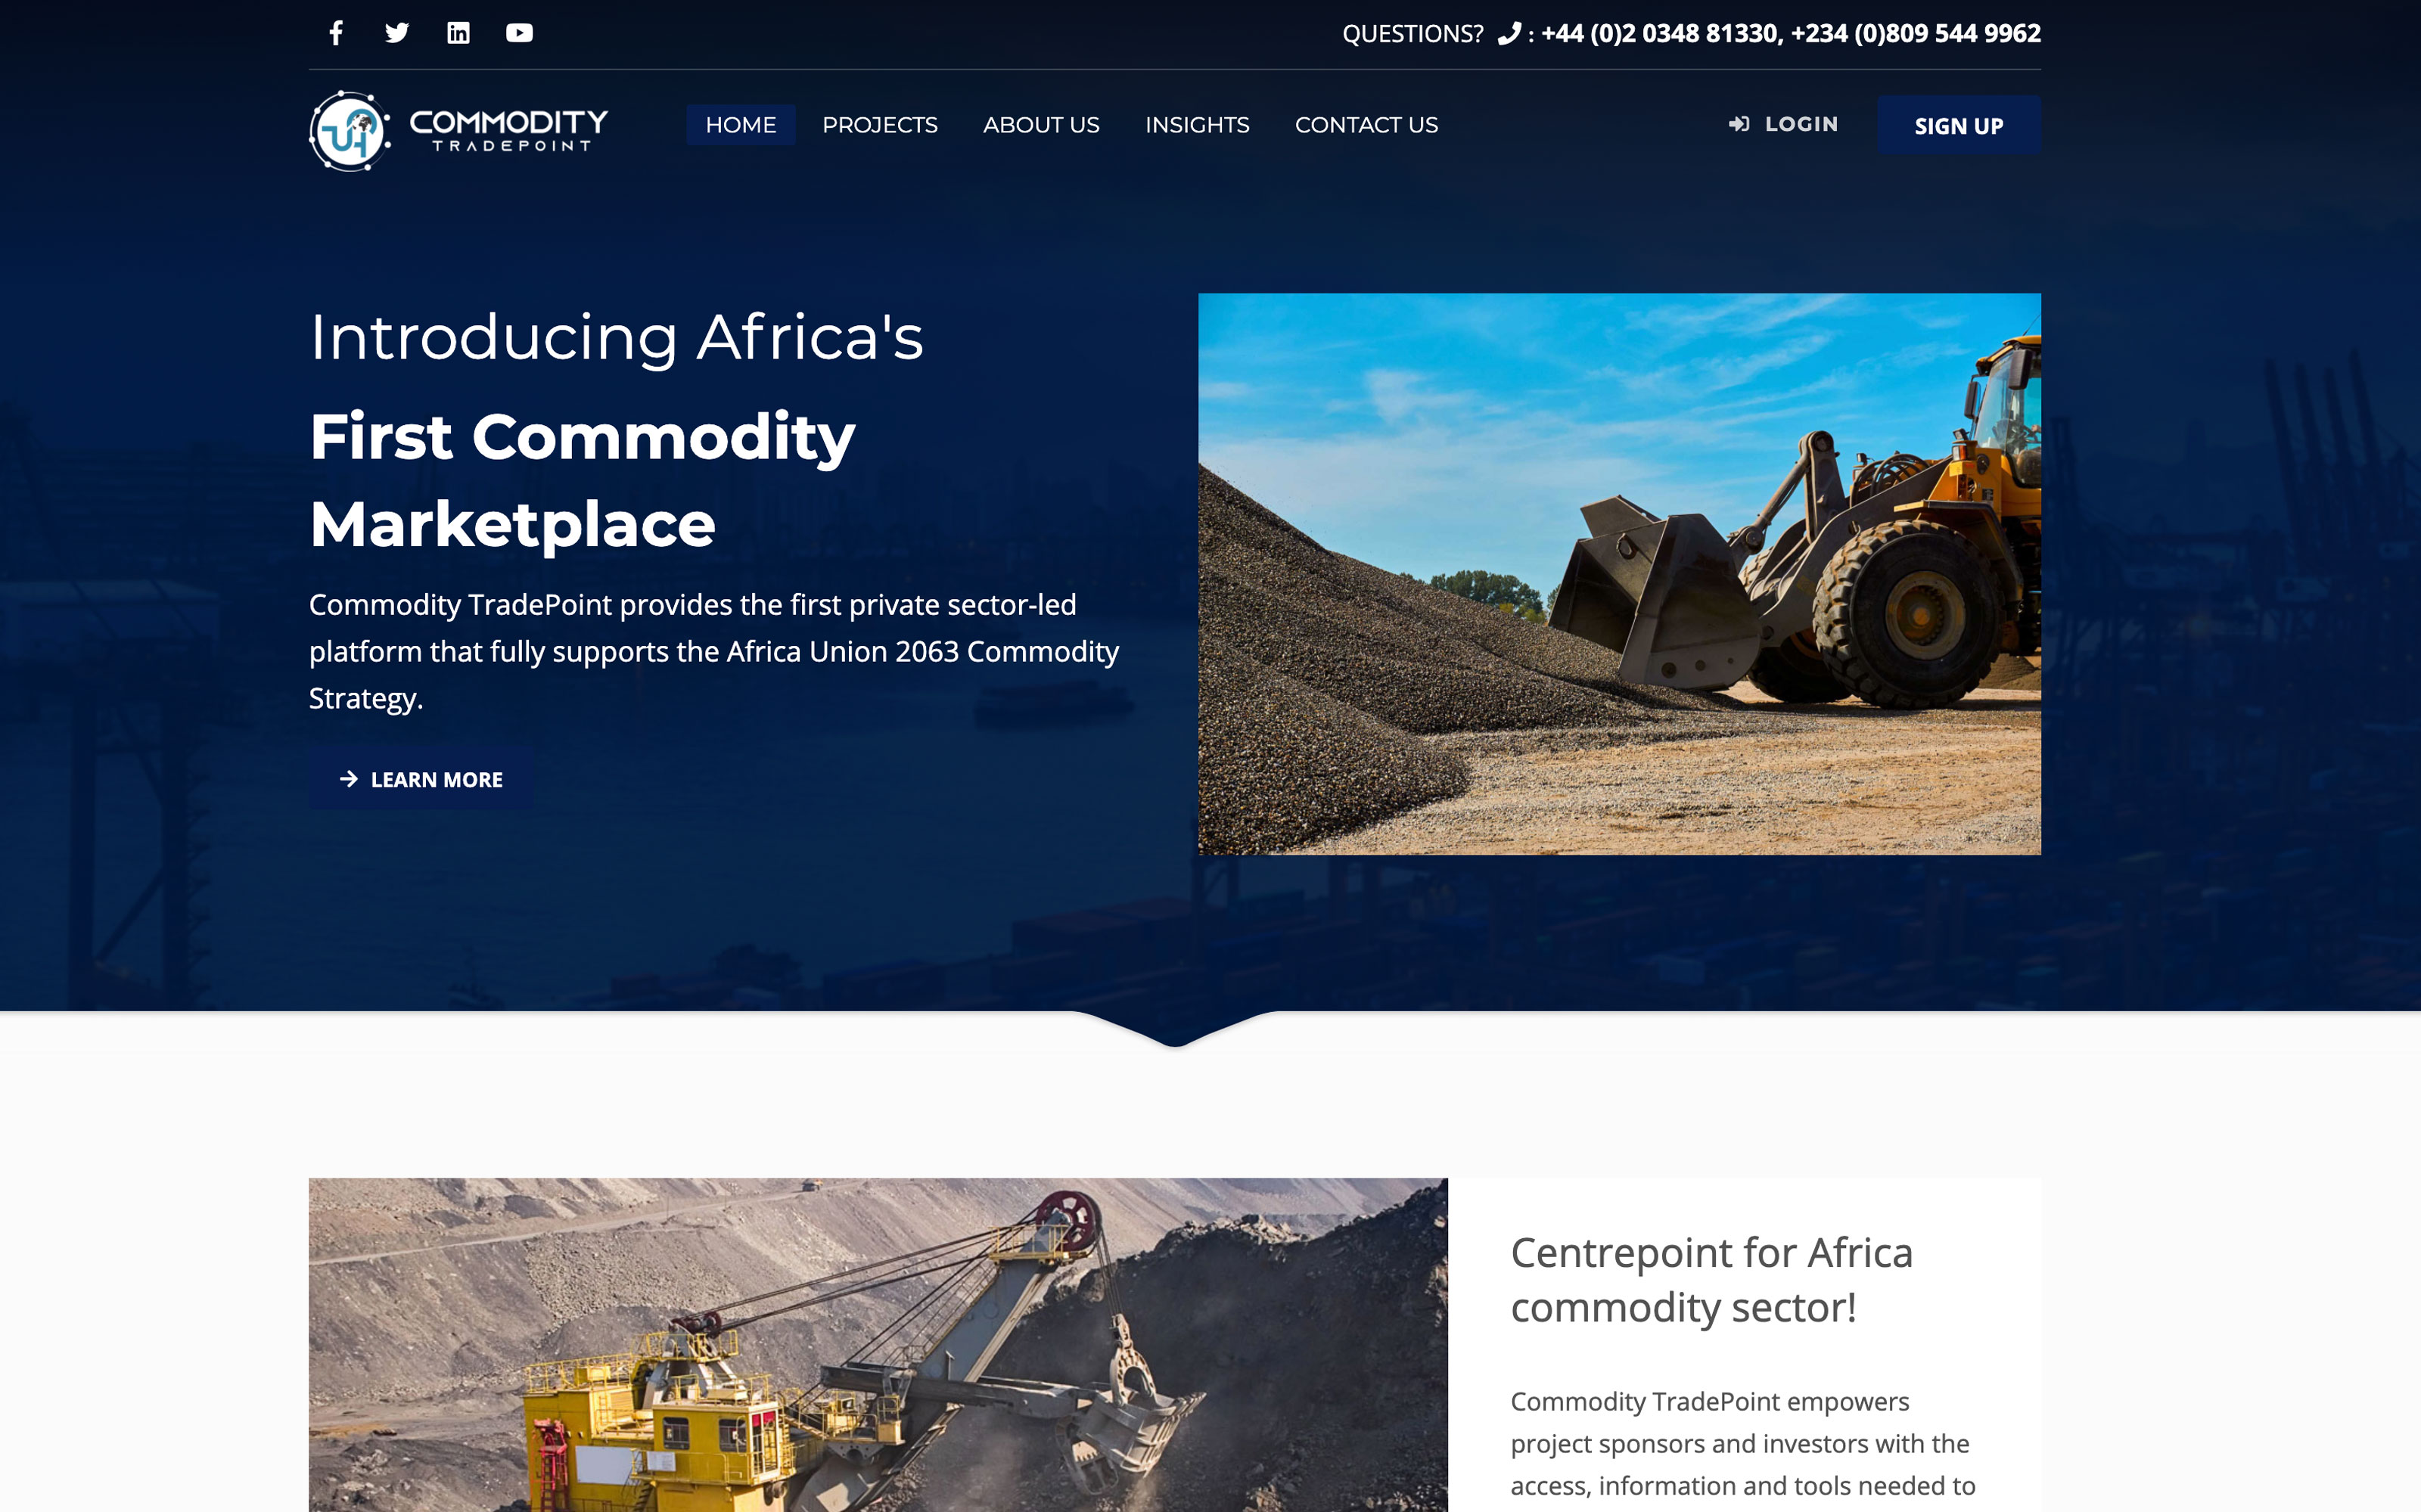 QUESTIONS? : +44 (0)2 0348 81330, +234 (0)809 544 9962
COMMODITY
TRADEPOINT
HOME PROJECTS ABOUT US INSIGHTS CONTACT US
LOGIN SIGN UP
Introducing Africa's
First Commodity
Marketplace
Commodity TradePoint provides the first private sector-led
platform that fully supports the Africa Union 2063 Commodity
Strategy.
LEARN MORE
Centrepoint for Africa
commodity sector!
Commodity TradePoint empowers
project sponsors and investors with the
access, information and tools needed to